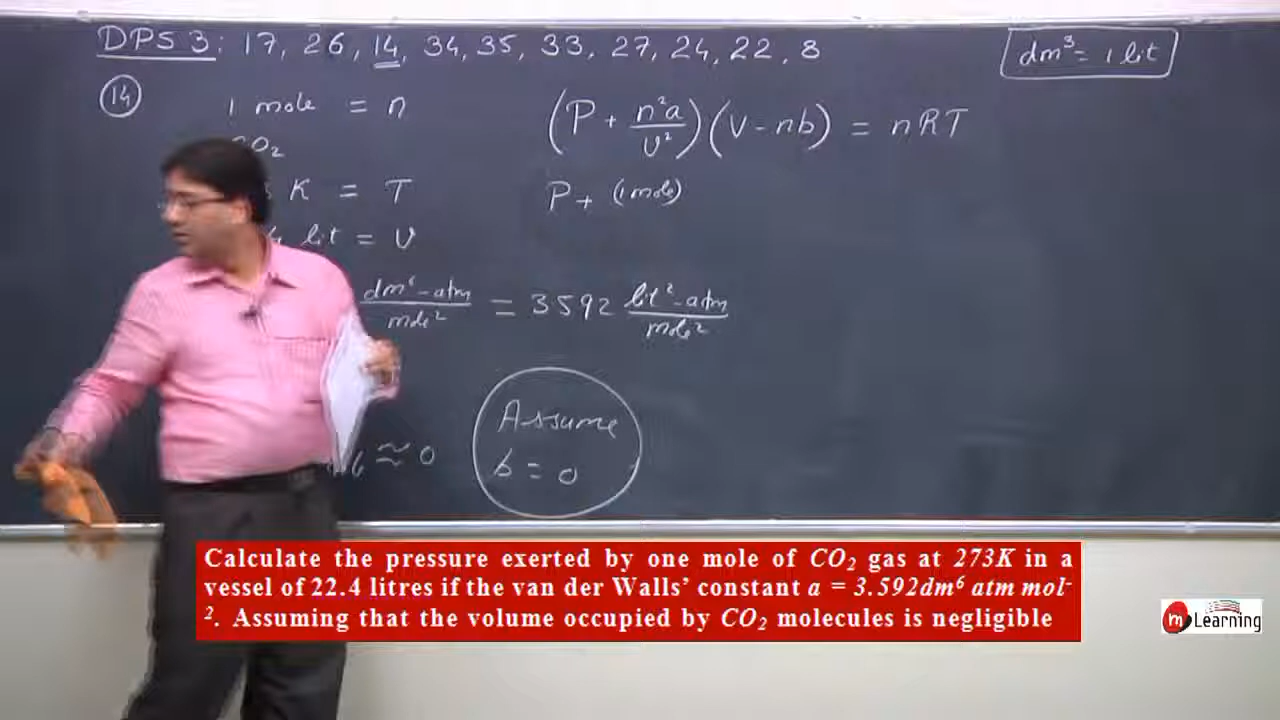 DPS 3: 17, 26, 14, 34, 35, 33, 27, 24, 22, 8
dm³ = 1 lit
14
1 mole = n
(P + n²a/V²)(V - nb) = nRT
O₂
K = T
P + (1 mole)
lit = V
dm⁶-atm/mole² = 3592 lit²-atm/mole²
Assume
b = 0
≈ 0
Calculate the pressure exerted by one mole of CO₂ gas at 273K in a
vessel of 22.4 litres if the van der Walls' constant a = 3.592dm⁶ atm mol⁻
². Assuming that the volume occupied by CO₂ molecules is negligible
m Learning